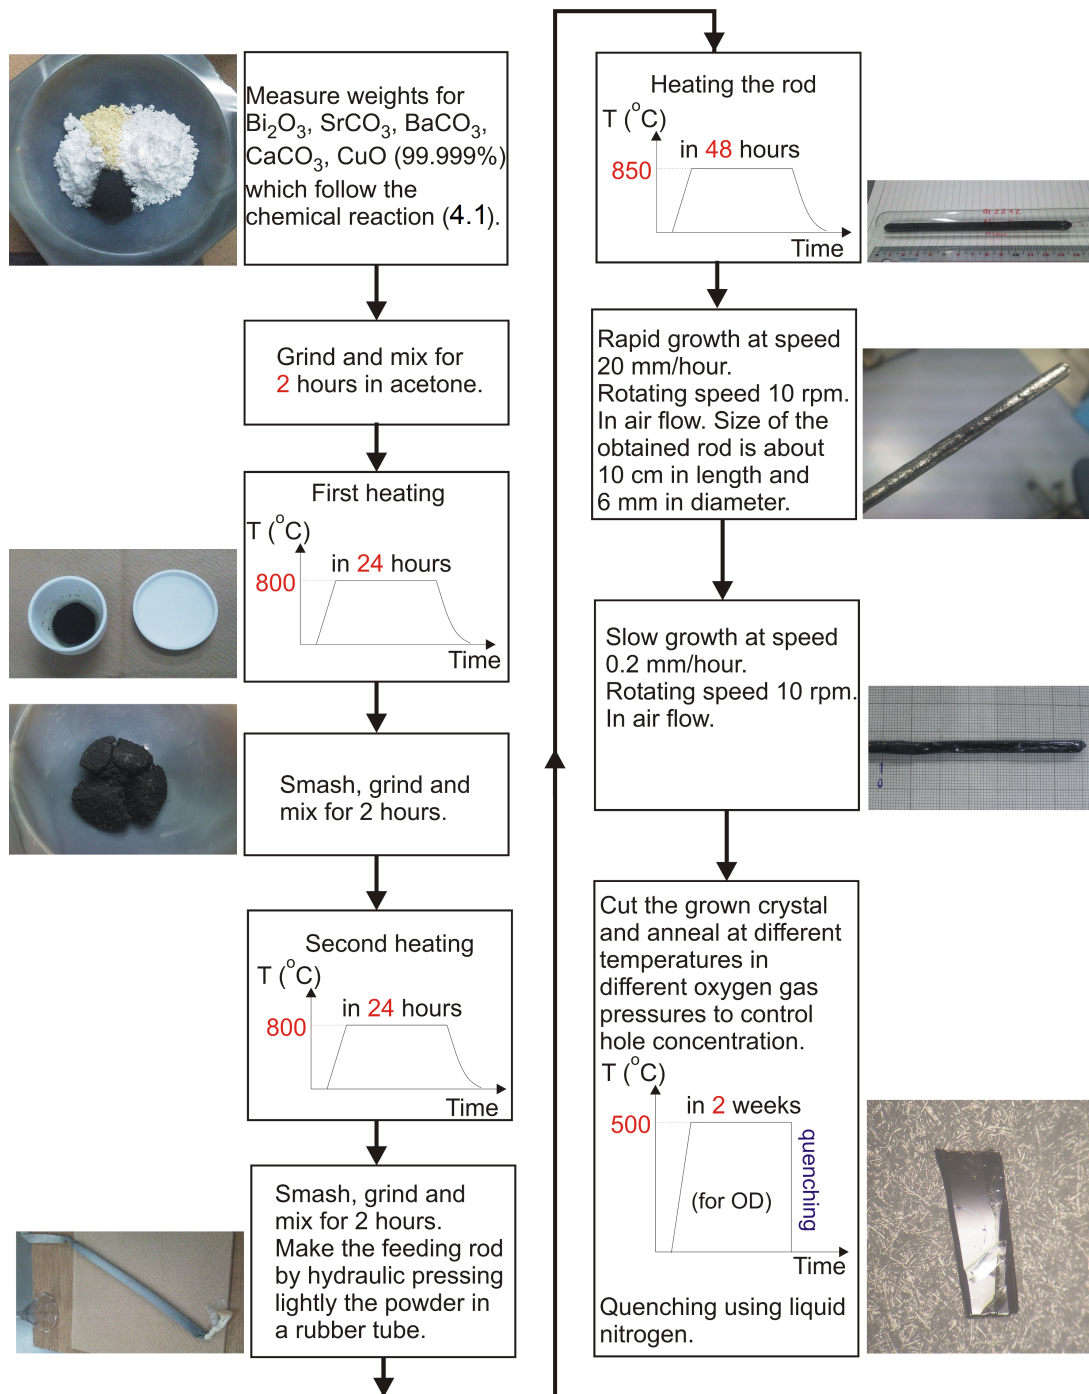 Measure weights for
Bi2O3, SrCO3, BaCO3,
CaCO3, CuO (99.999%)
which follow the
chemical reaction (4.1).
Grind and mix for
2 hours in acetone.
First heating
T (°C)
in 24 hours
800
Time
Smash, grind and
mix for 2 hours.
Second heating
T (°C)
in 24 hours
800
Time
Smash, grind and
mix for 2 hours.
Make the feeding rod
by hydraulic pressing
lightly the powder in
a rubber tube.
Heating the rod
T (°C)
in 48 hours
850
Time
Rapid growth at speed
20 mm/hour.
Rotating speed 10 rpm.
In air flow. Size of the
obtained rod is about
10 cm in length and
6 mm in diameter.
Slow growth at speed
0.2 mm/hour.
Rotating speed 10 rpm.
In air flow.
Cut the grown crystal
and anneal at different
temperatures in
different oxygen gas
pressures to control
hole concentration.
T (°C)
in 2 weeks
500
quenching
(for OD)
Time
Quenching using liquid
nitrogen.